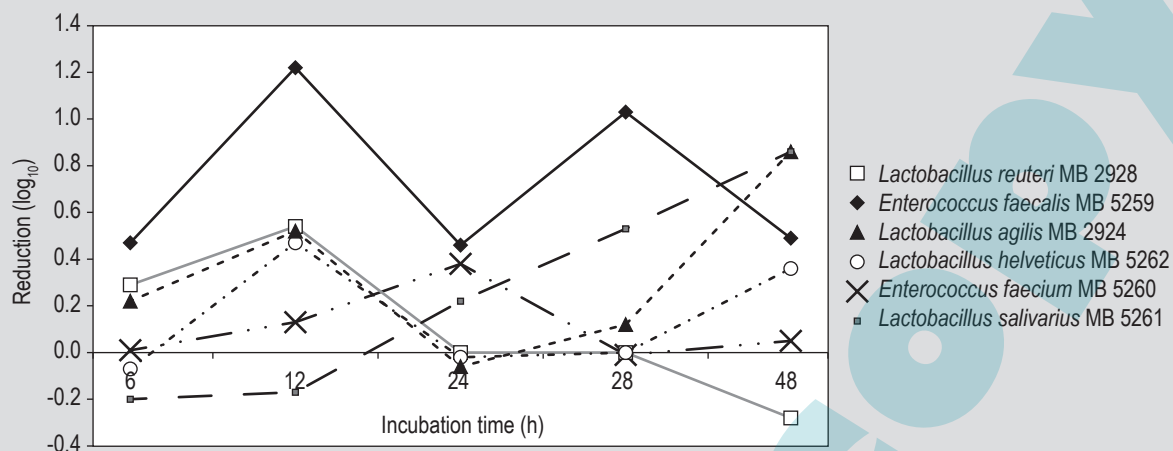 1.4
1.2
1.0
0.8
0.6
0.4
0.2
0.0
-0.2
-0.4
Reduction (log₁₀)
6 12 24 28 48
Incubation time (h)
Lactobacillus reuteri MB 2928
Enterococcus faecalis MB 5259
Lactobacillus agilis MB 2924
Lactobacillus helveticus MB 5262
Enterococcus faecium MB 5260
Lactobacillus salivarius MB 5261